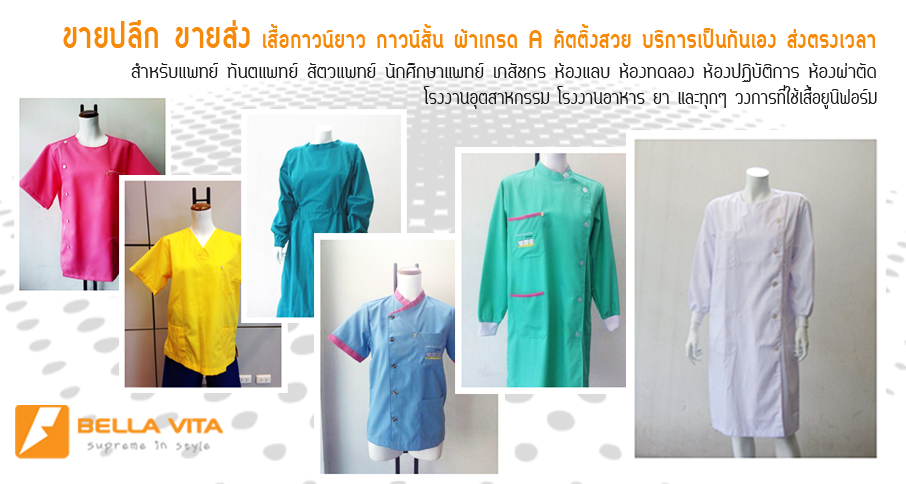 ขายปลีก ขายส่ง เสื้อกาวน์ยาว กาวน์สั้น ผ้าเกรด A คัตติ้งสวย บริการเป็นกันเอง ส่งตรงเวลา
สำหรับแพทย์ ทันตแพทย์ สัตวแพทย์ นักศึกษาแพทย์ เภสัชกร ห้องแลบ ห้องทดลอง ห้องปฏิบัติการ ห้องผ่าตัด
โรงงานอุตสาหกรรม โรงงานอาหาร ยา และทุกๆ วงการที่ใช้เสื้อยูนิฟอร์ม
BELLA VITA
supreme in style